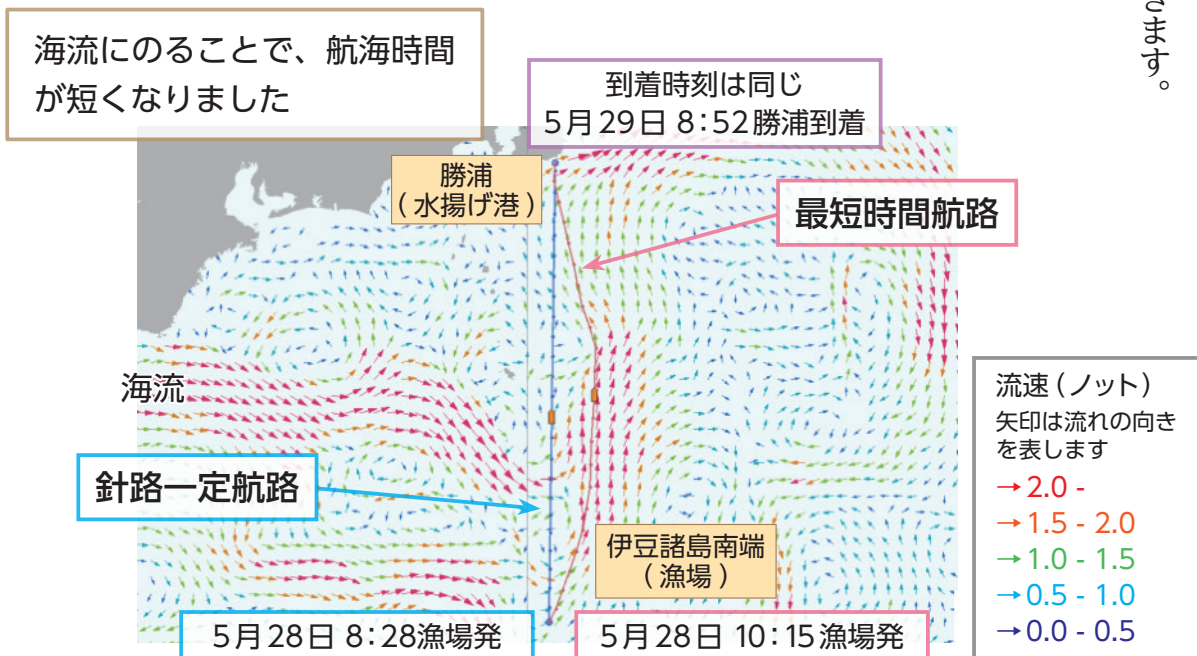 きます。
海流にのることで、航海時間
が短くなりました
到着時刻は同じ
5月29日 8:52勝浦到着
勝浦
(水揚げ港)
最短時間航路
海流
針路一定航路
伊豆諸島南端
(漁場)
5月28日 8:28漁場発
5月28日 10:15漁場発
流速(ノット)
矢印は流れの向き
を表します
→2.0 -
→1.5 - 2.0
→1.0 - 1.5
→0.5 - 1.0
→0.0 - 0.5